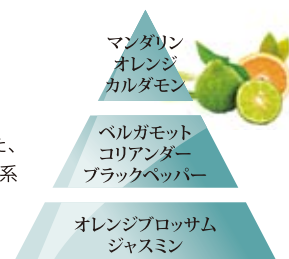 マンダリン
オレンジ
カルダモン
ベルガモット
コリアンダー
ブラックペッパー
、
系
オレンジブロッサム
ジャスミン